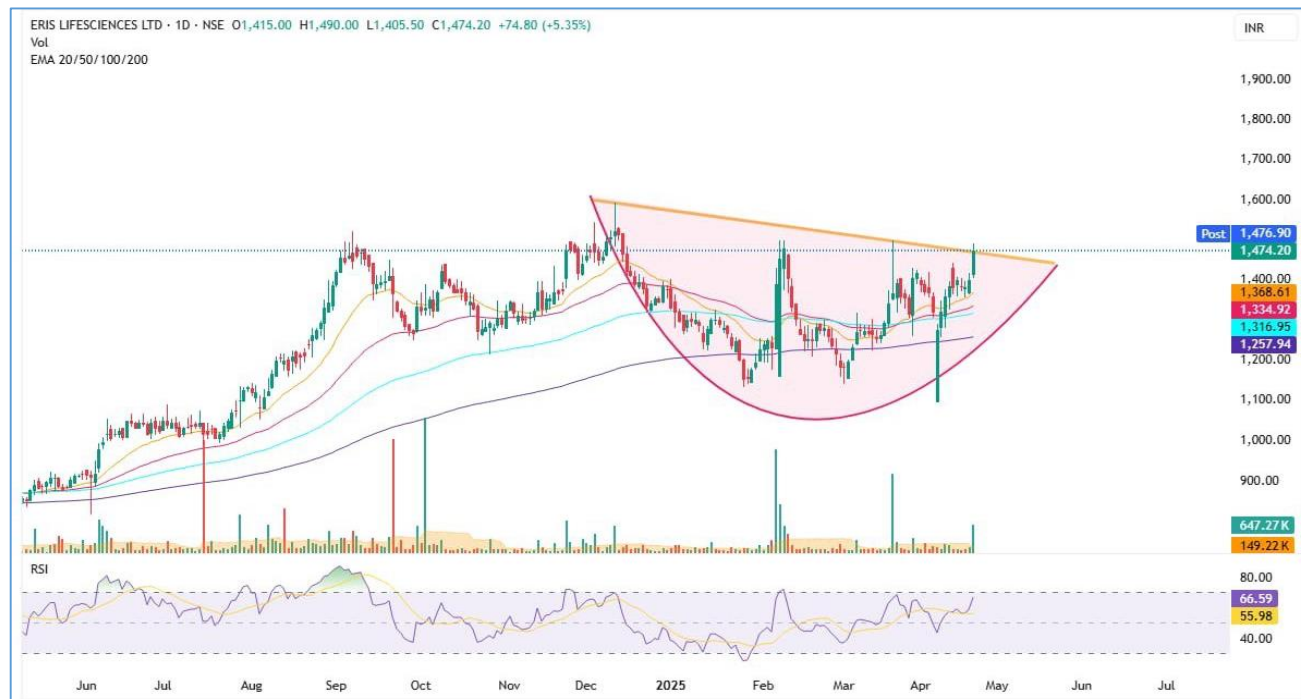 ERIS LIFESCIENCES LTD · 1D · NSE O1,415.00 H1,490.00 L1,405.50 C1,474.20 +74.80 (+5.35%)
INR
Vol
EMA 20/50/100/200
1,900.00
1,800.00
1,700.00
1,600.00
Post 1,476.90
1,474.20
1,400.00
1,368.61
1,334.92
1,316.95
1,257.94
1,200.00
1,100.00
1,000.00
900.00
647.27K
149.22K
RSI
80.00
66.59
55.98
40.00
Jun Jul Aug Sep Oct Nov Dec 2025 Feb Mar Apr May Jun Jul